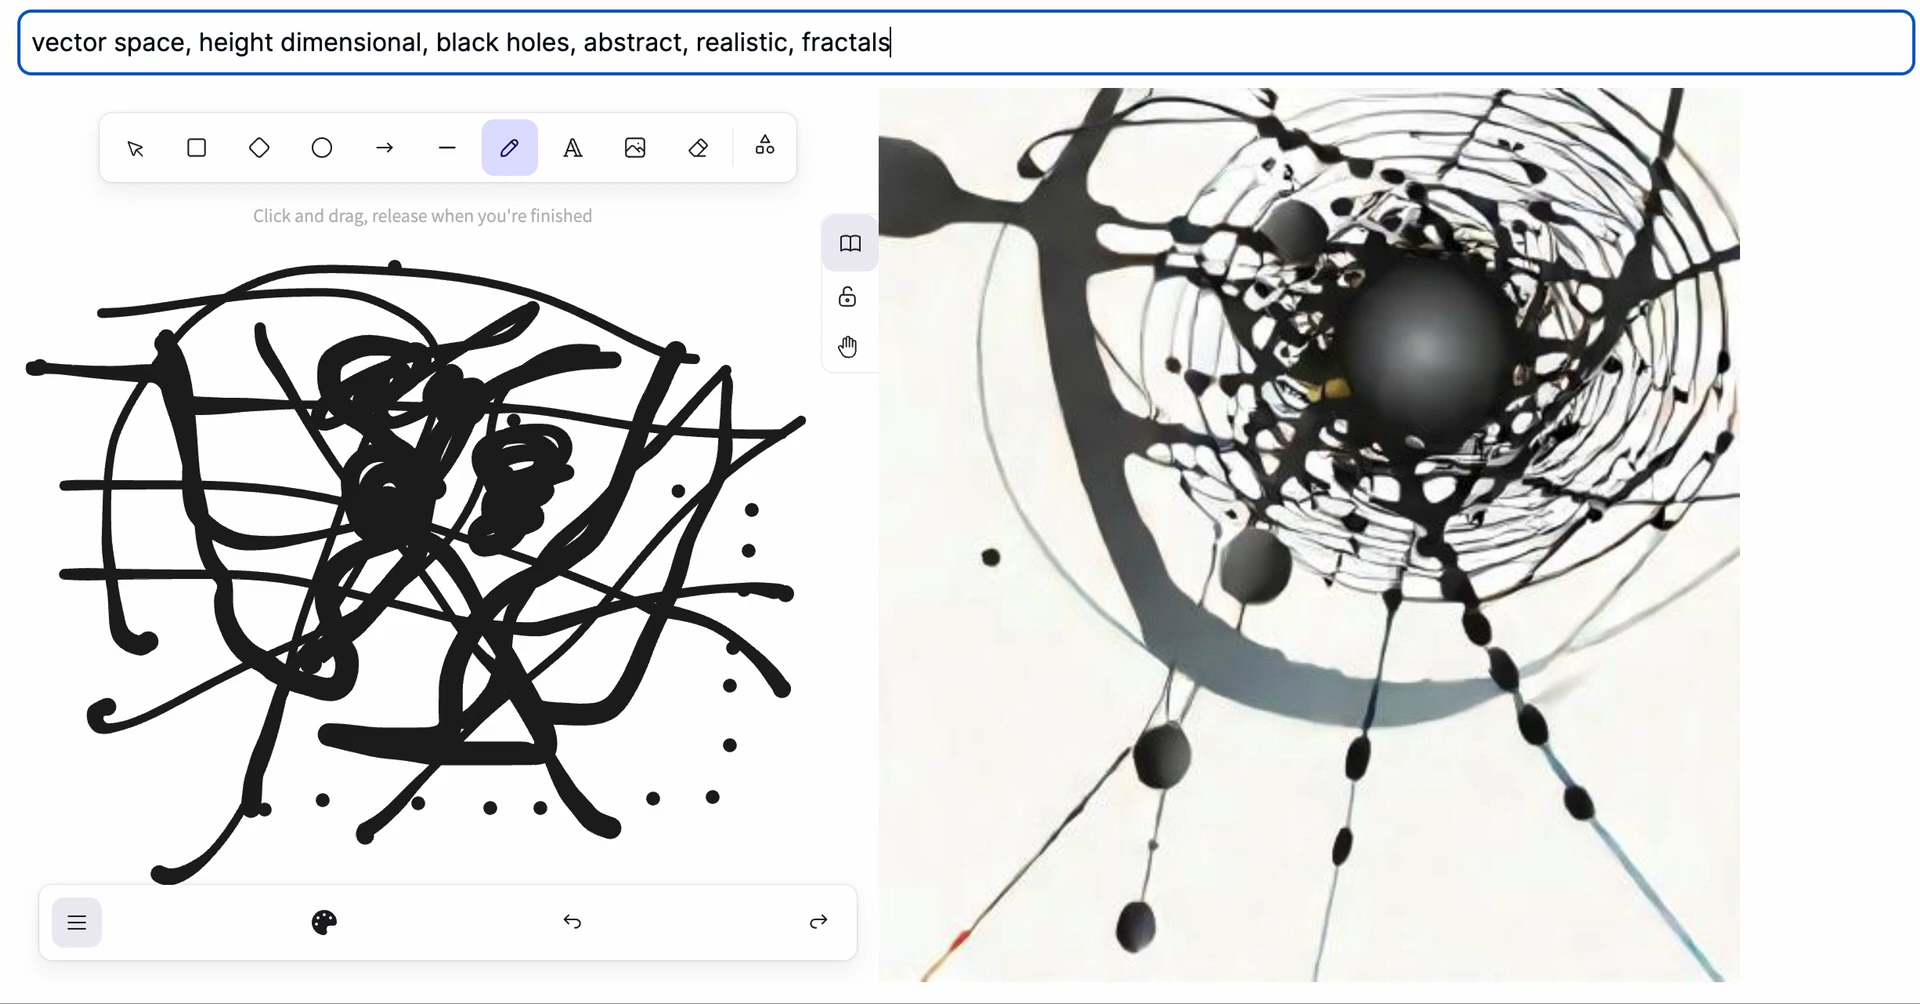 vector space, height dimensional, black holes, abstract, realistic, fractals
Click and drag, release when you're finished